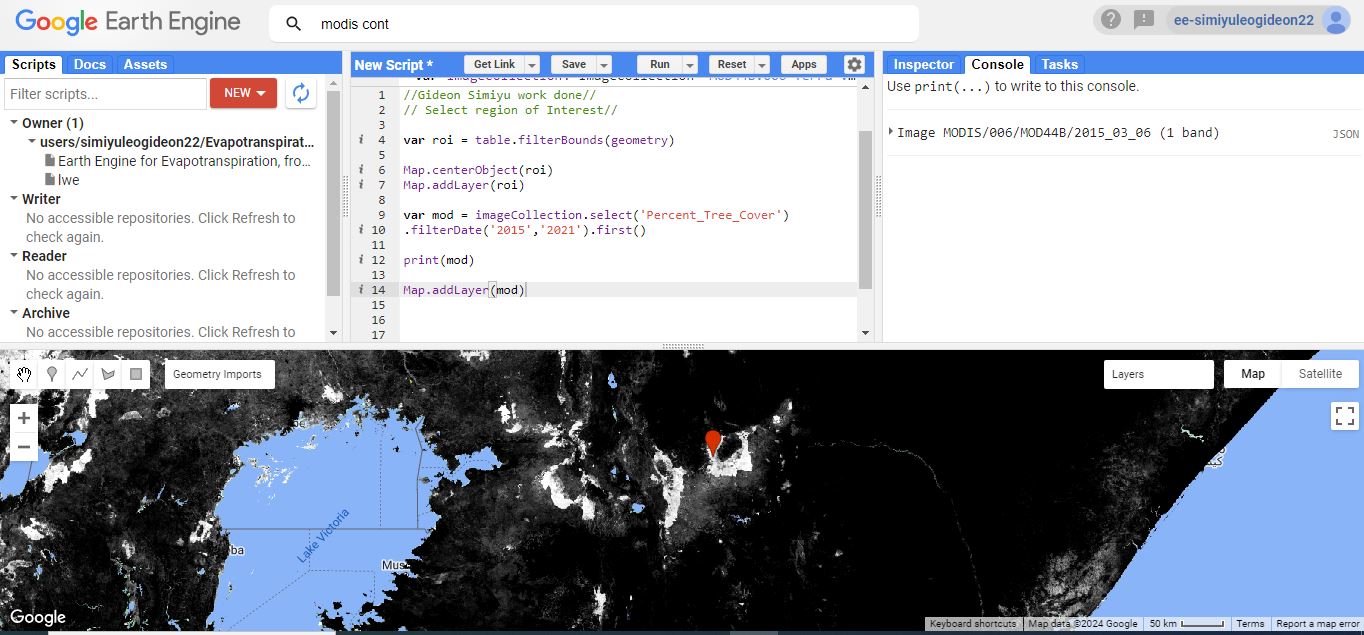 Google Earth Engine
modis cont
ee-simiyuleogideon22
Scripts Docs Assets
Filter scripts...
NEW
Owner (1)
users/simiyuleogideon22/Evapotranspirat...
Earth Engine for Evapotranspiration, fro...
lwe
Writer
No accessible repositories. Click Refresh to
check again.
Reader
No accessible repositories. Click Refresh to
check again.
Archive
No accessible repositories. Click Refresh to
New Script *
Get Link
Save
Run
Reset
Apps
1 //Gideon Simiyu work done//
2 // Select region of Interest//
3
i 4 var roi = table.filterBounds(geometry)
5
i 6 Map.centerObject(roi)
i 7 Map.addLayer(roi)
8
9 var mod = imageCollection.select('Percent_Tree_Cover')
i 10 .filterDate('2015','2021').first()
11
i 12 print(mod)
13
i 14 Map.addLayer(mod)
15
16
17
Inspector Console Tasks
Use print(...) to write to this console.
Image MODIS/006/MOD44B/2015_03_06 (1 band)
JSON
Geometry Imports
Layers
Map Satellite
+
−
Lake Victoria
ba
Mus
Google
Keyboard shortcuts Map data ©2024 Google 50 km Terms Report a map error